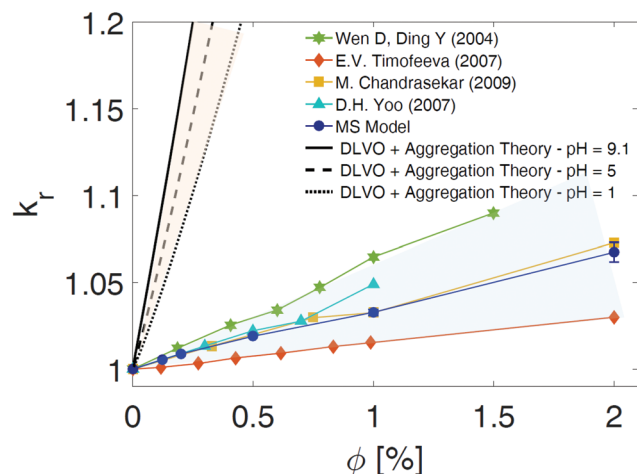 1.2
1.15
1.1
1.05
1
k_r
Wen D, Ding Y (2004)
E.V. Timofeeva (2007)
M. Chandrasekar (2009)
D.H. Yoo (2007)
MS Model
DLVO + Aggregation Theory - pH = 9.1
DLVO + Aggregation Theory - pH = 5
DLVO + Aggregation Theory - pH = 1
0 0.5 1 1.5 2
ϕ [%]